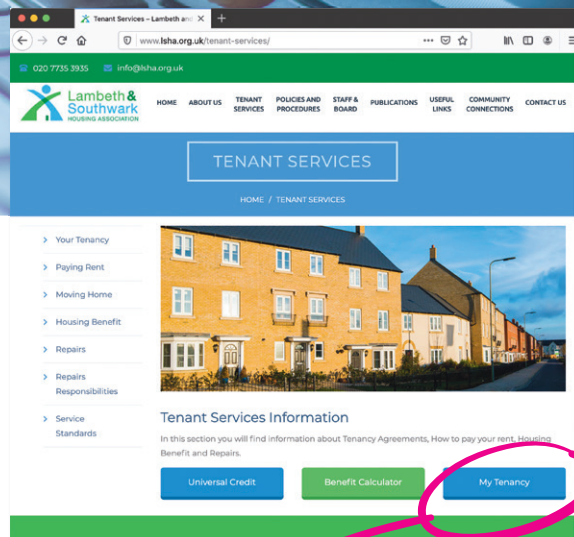 Tenant Services – Lambeth and
www.lsha.org.uk/tenant-services/
020 7735 3935 info@lsha.org.uk
Lambeth &
Southwark
HOUSING ASSOCIATION
HOME ABOUT US TENANT SERVICES POLICIES AND PROCEDURES STAFF & BOARD PUBLICATIONS USEFUL LINKS COMMUNITY CONNECTIONS CONTACT US
TENANT SERVICES
HOME / TENANT SERVICES
Your Tenancy
Paying Rent
Moving Home
Housing Benefit
Repairs
Repairs
Responsibilities
Service
Standards
Tenant Services Information
In this section you will find information about Tenancy Agreements, How to pay your rent, Housing
Benefit and Repairs.
Universal Credit Benefit Calculator My Tenancy